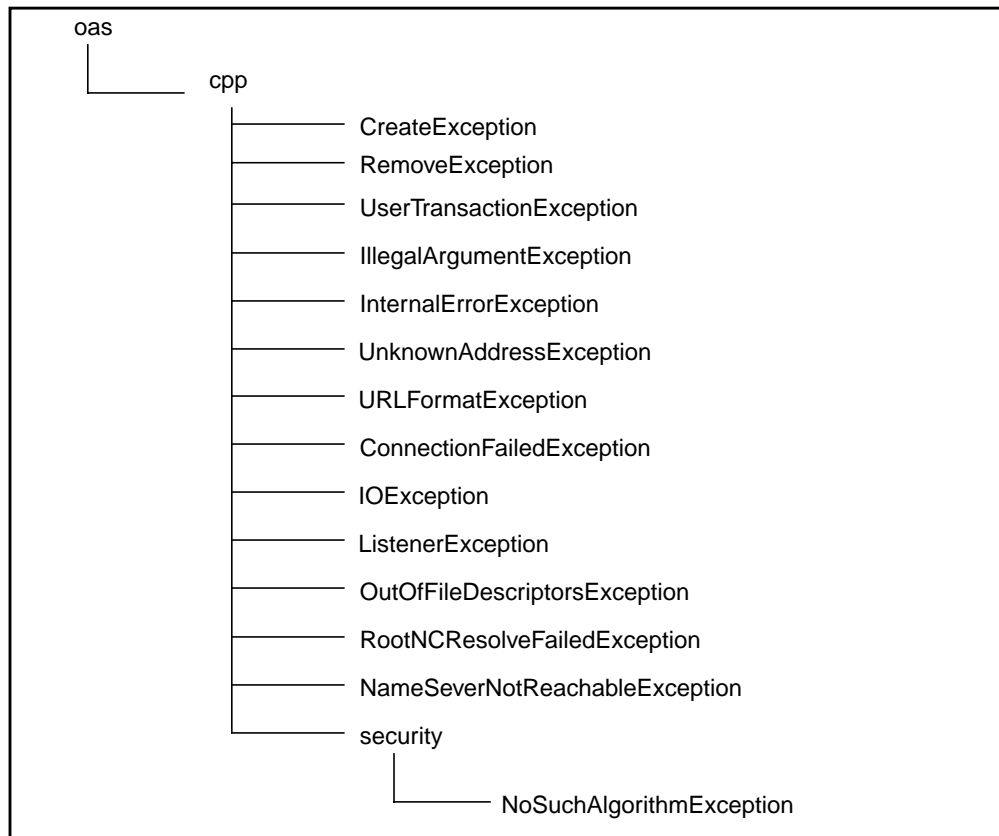 oas
cpp
CreateException
RemoveException
UserTransactionException
IllegalArgumentException
InternalErrorException
UnknownAddressException
URLFormatException
ConnectionFailedException
IOException
ListenerException
OutOfFileDescriptorsException
RootNCResolveFailedException
NameSeverNotReachableException
security
NoSuchAlgorithmException